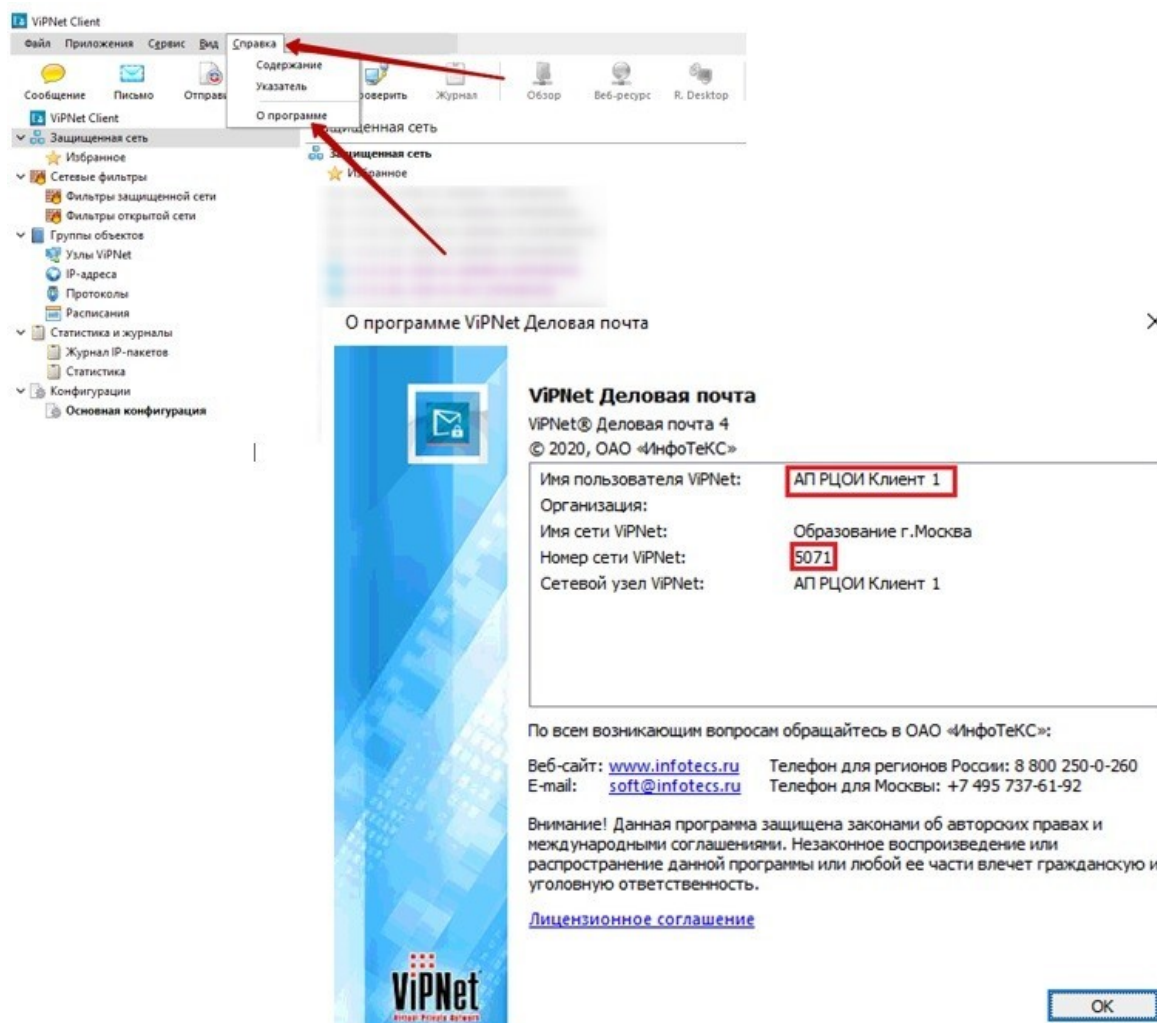 ViPNet Client
Файл Приложения Сервис Вид Справка
Содержание
Указатель
О программе
Сообщение Письмо Отправи роверить Журнал Обзор Веб-ресурс R. Desktop
ViPNet Client
Защищенная сеть
Избранное
Сетевые фильтры
Фильтры защищенной сети
Фильтры открытой сети
Группы объектов
Узлы ViPNet
IP-адреса
Протоколы
Расписания
Статистика и журналы
Журнал IP-пакетов
Статистика
Конфигурации
Основная конфигурация
ащищенная сеть
Защищенная сеть
Избранное
О программе ViPNet Деловая почта
ViPNet Деловая почта
ViPNet® Деловая почта 4
© 2020, ОАО «ИнфоТеКС»
Имя пользователя ViPNet: АП РЦОИ Клиент 1
Организация:
Имя сети ViPNet: Образование г.Москва
Номер сети ViPNet: 5071
Сетевой узел ViPNet: АП РЦОИ Клиент 1
По всем возникающим вопросам обращайтесь в ОАО «ИнфоТеКС»:
Веб-сайт: www.infotecs.ru Телефон для регионов России: 8 800 250-0-260
E-mail: soft@infotecs.ru Телефон для Москвы: +7 495 737-61-92
Внимание! Данная программа защищена законами об авторских правах и
международными соглашениями. Незаконное воспроизведение или
распространение данной программы или любой ее части влечет гражданскую и
уголовную ответственность.
Лицензионное соглашение
ViPNet
Virtual Private Network
OK